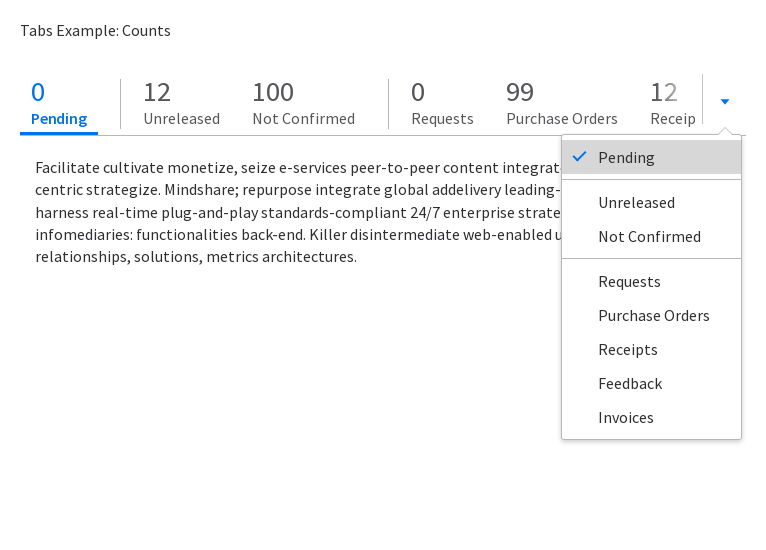 Tabs Example: Counts
0 12 100 0 99 12
Pending Unreleased Not Confirmed Requests Purchase Orders Receip
Facilitate cultivate monetize, seize e-services peer-to-peer content integrat
centric strategize. Mindshare; repurpose integrate global addelivery leading-
harness real-time plug-and-play standards-compliant 24/7 enterprise strate
infomediaries: functionalities back-end. Killer disintermediate web-enabled u
relationships, solutions, metrics architectures.
Pending
Unreleased
Not Confirmed
Requests
Purchase Orders
Receipts
Feedback
Invoices